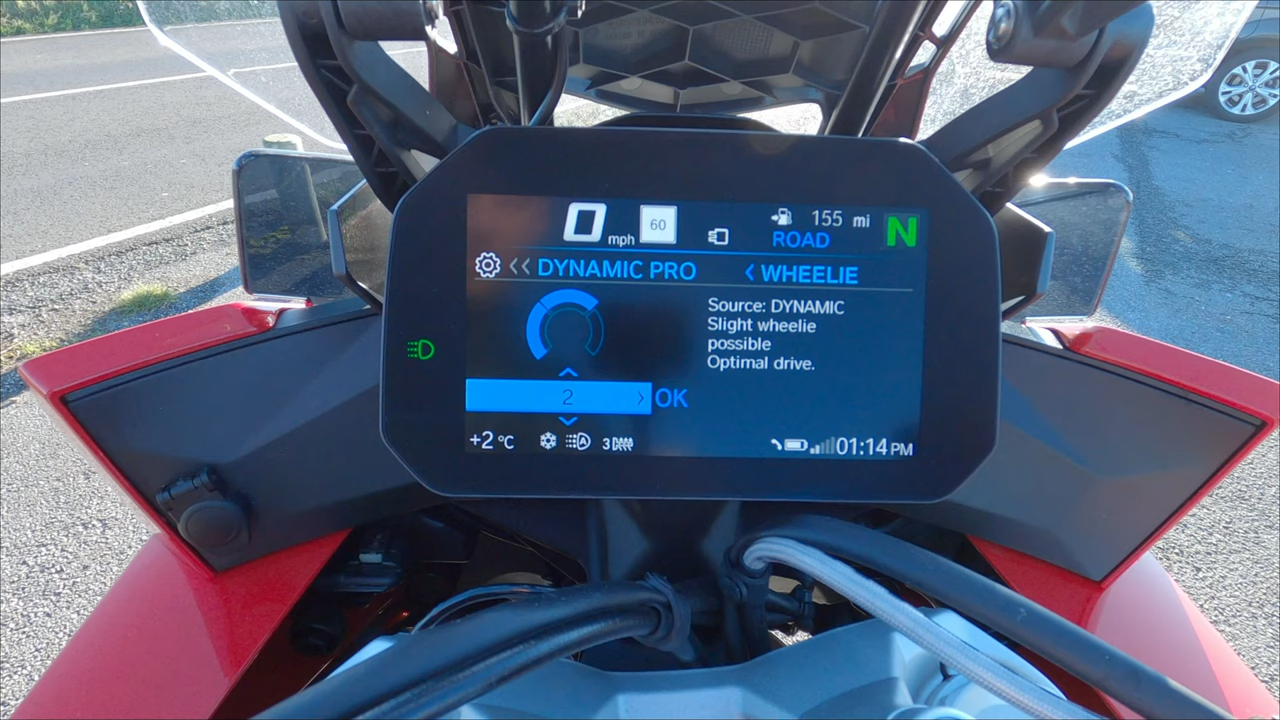 0 mph 60 155 mi N
ROAD
<< DYNAMIC PRO < WHEELIE
Source: DYNAMIC
Slight wheelie
possible
Optimal drive.
2 > OK
+2 °C A 3 01:14 PM